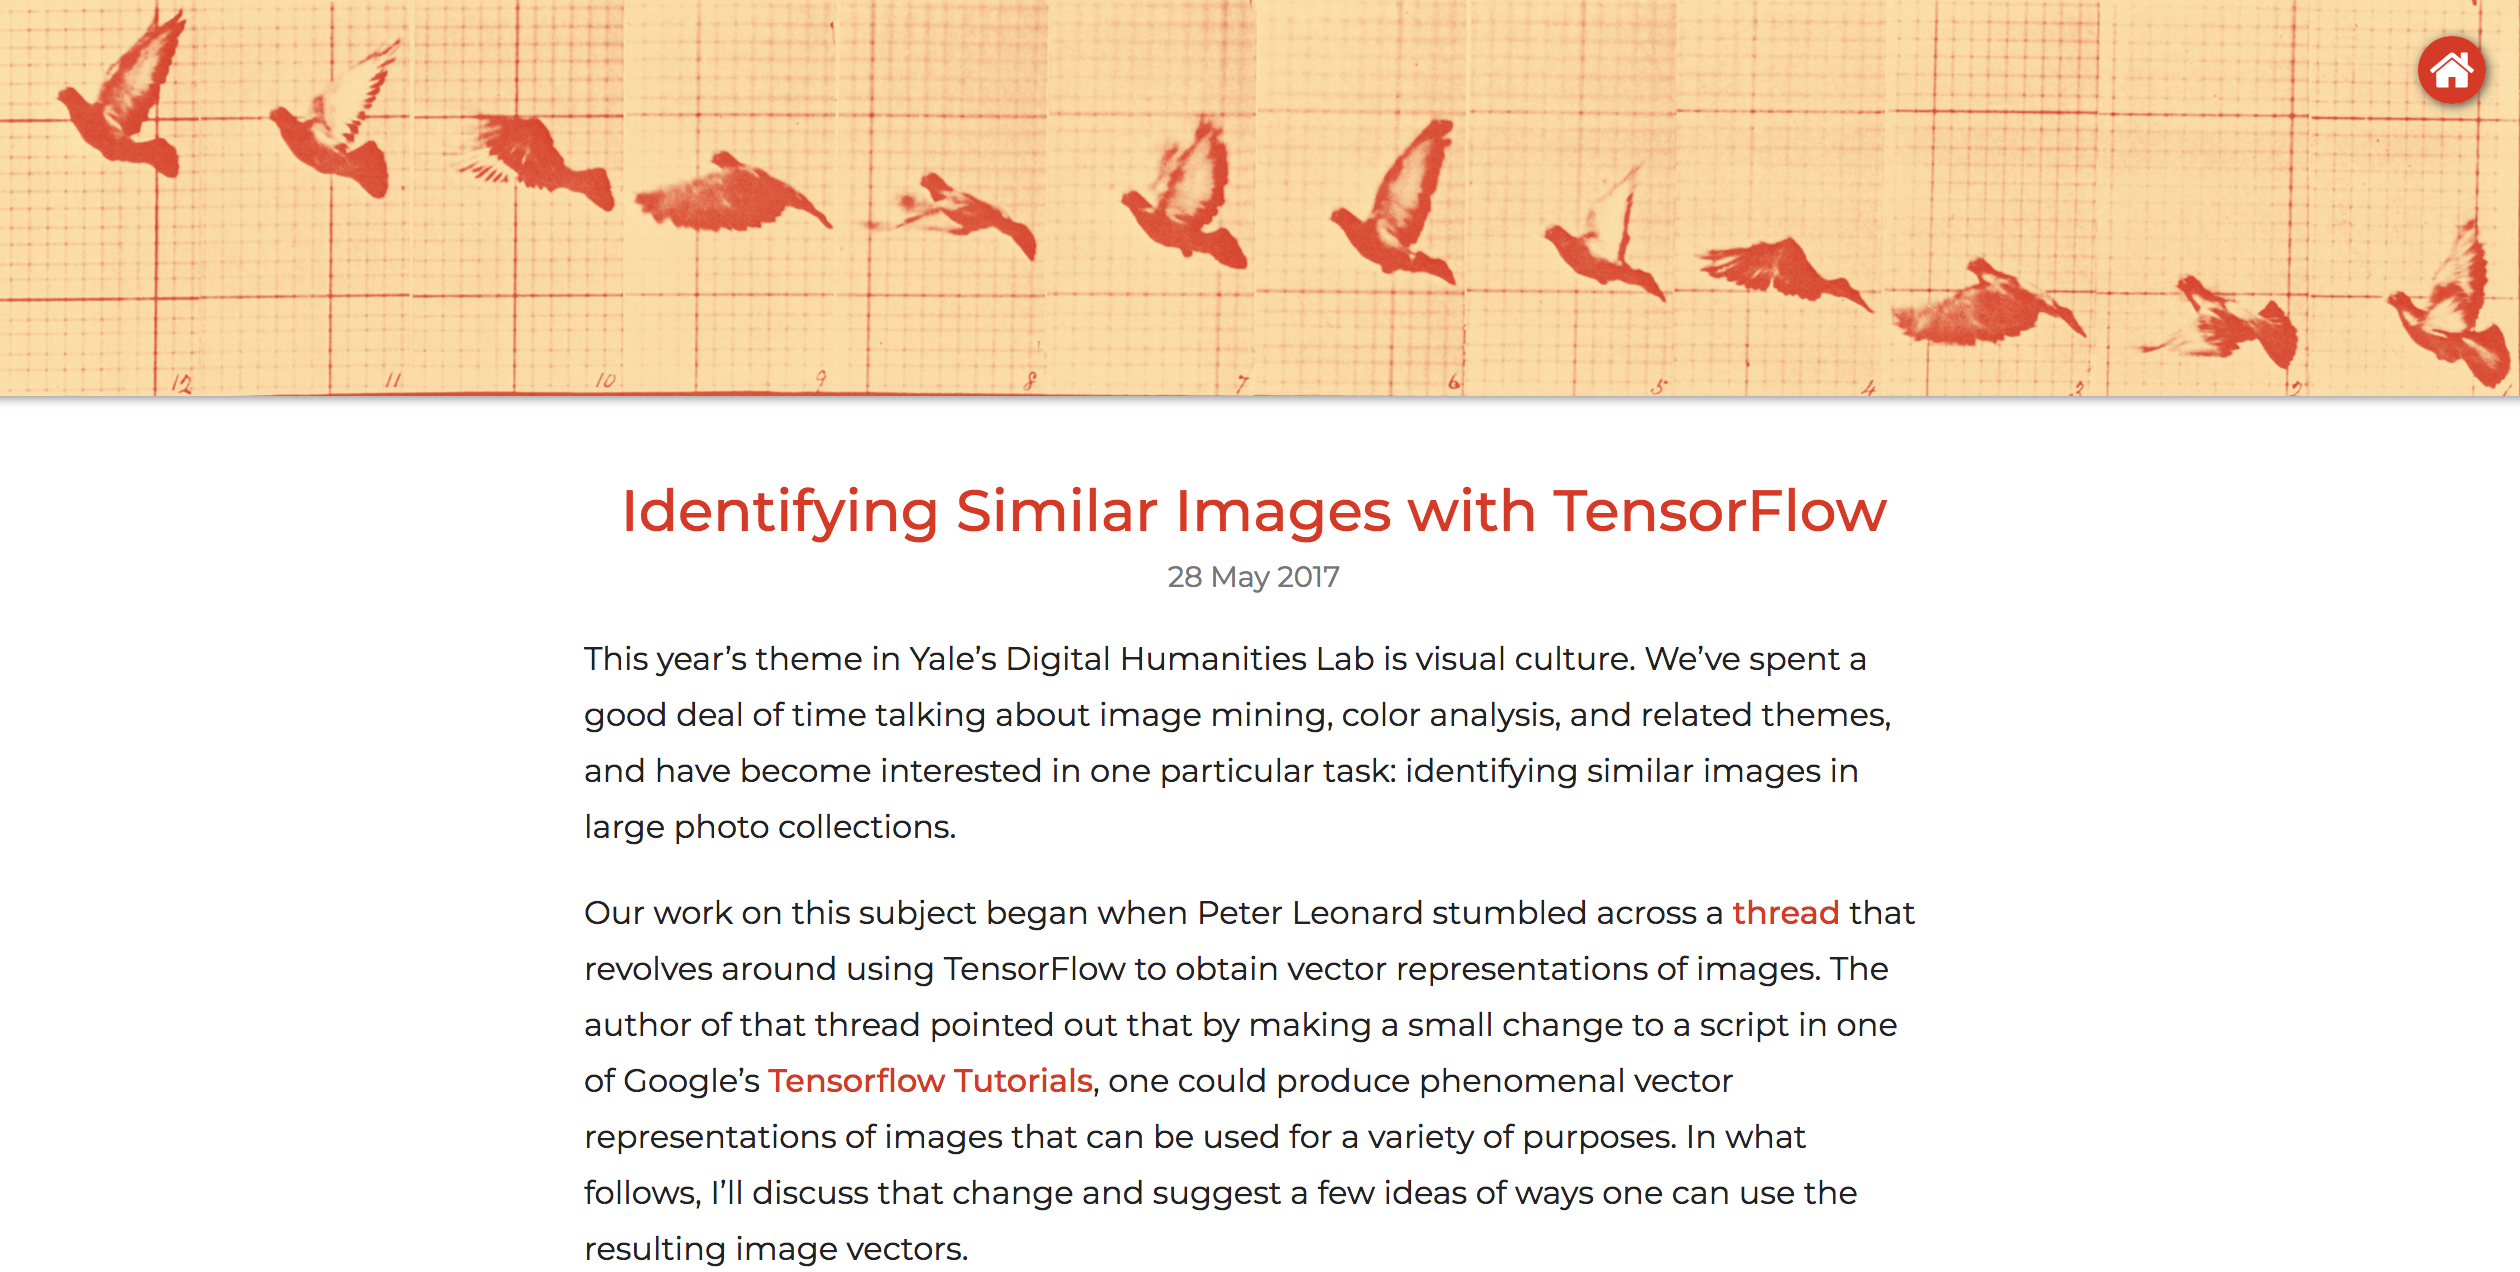 12 11 10 9 8 7 6 5 4 3 2 1
Identifying Similar Images with TensorFlow
28 May 2017
This year’s theme in Yale’s Digital Humanities Lab is visual culture. We’ve spent a
good deal of time talking about image mining, color analysis, and related themes,
and have become interested in one particular task: identifying similar images in
large photo collections.
Our work on this subject began when Peter Leonard stumbled across a thread that
revolves around using TensorFlow to obtain vector representations of images. The
author of that thread pointed out that by making a small change to a script in one
of Google’s Tensorflow Tutorials, one could produce phenomenal vector
representations of images that can be used for a variety of purposes. In what
follows, I’ll discuss that change and suggest a few ideas of ways one can use the
resulting image vectors.